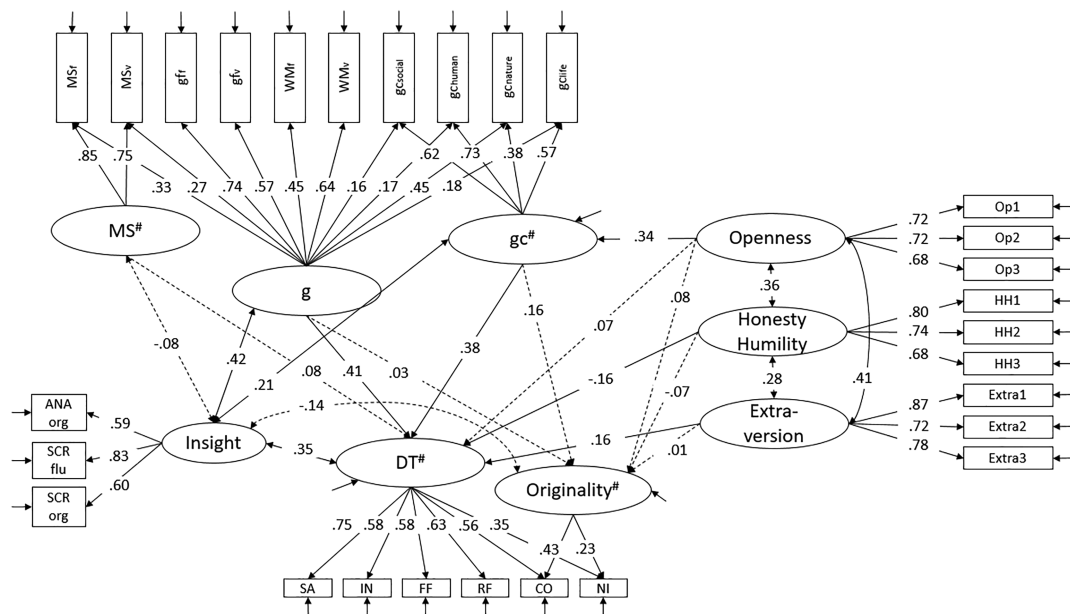 MSf
MSv
gff
gfv
WMf
WMv
gcsocial
gchuman
gcnature
gclife
.85
.75
.33
.27
.74
.57
.45
.64
.16
.17
.45
.18
.62
.73
.38
.57
MS#
gc#
g
.34
Openness
.36
Honesty
Humility
.28
Extra-
version
.41
.72
.72
.68
.80
.74
.68
.87
.72
.78
Op1
Op2
Op3
HH1
HH2
HH3
Extra1
Extra2
Extra3
-.08
.42
.21
.08
.41
.03
.38
.16
.07
.08
-.16
-.07
.16
.01
-.14
.35
ANA
org
SCR
flu
SCR
org
.59
.83
.60
Insight
DT#
Originality#
.75
.58
.58
.63
.56
.35
.43
.23
SA
IN
FF
RF
CO
NI